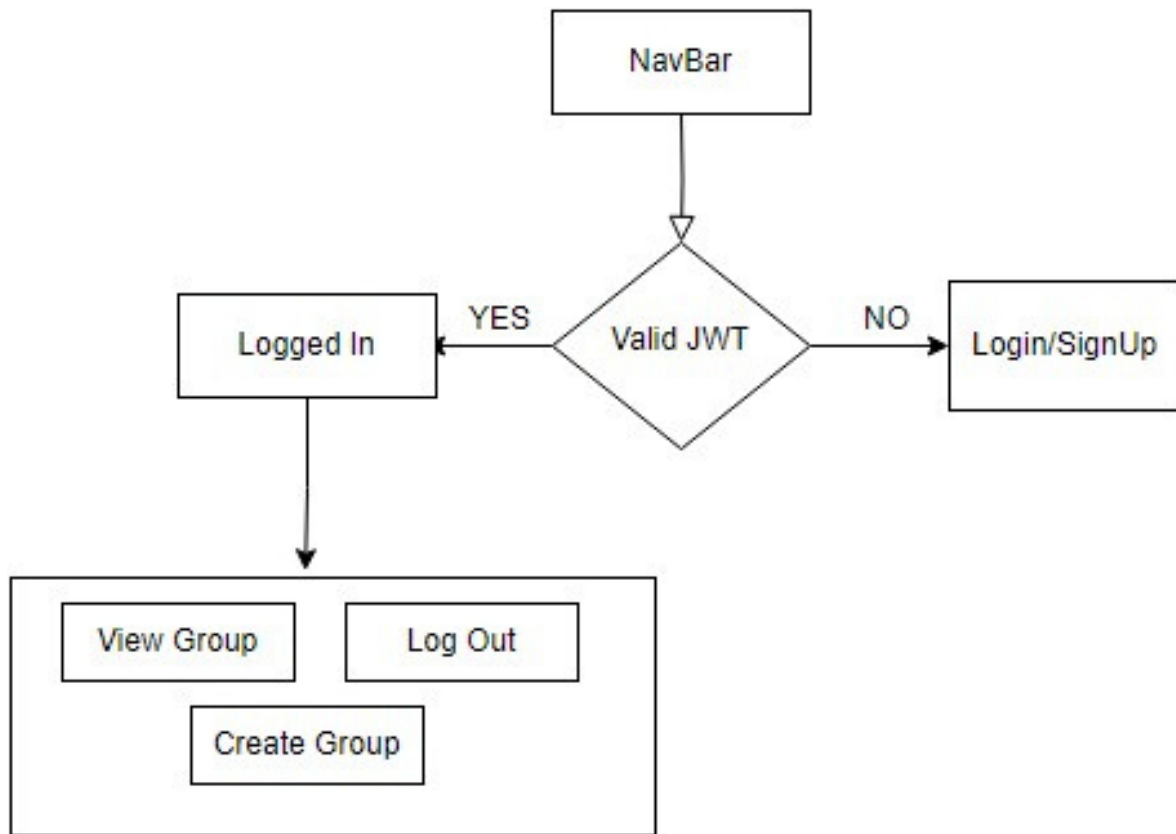 NavBar
YES
NO
Logged In
Valid JWT
Login/SignUp
View Group
Log Out
Create Group